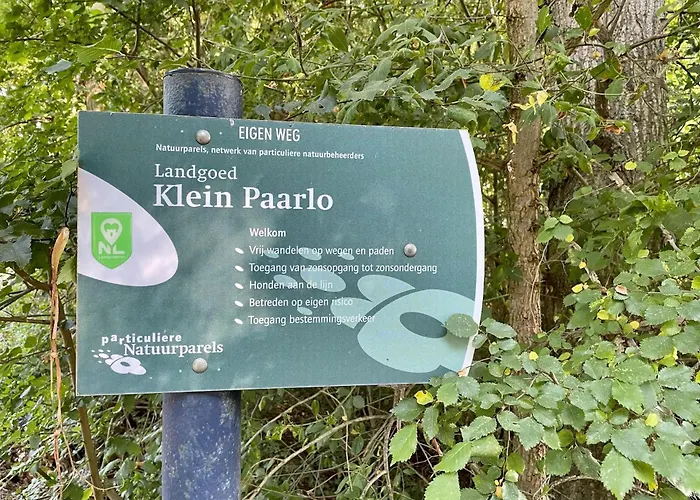 EIGEN WEG
Natuurparels, netwerk van particuliere natuurbeheerders
Landgoed
Klein Paarlo
NL
Welkom
Vrij wandelen op wegen en paden
Toegang van zonsopgang tot zonsondergang
Honden aan de lijn
Betreden op eigen risico
Toegang bestemmingsverkeer
particuliere
Natuurparels